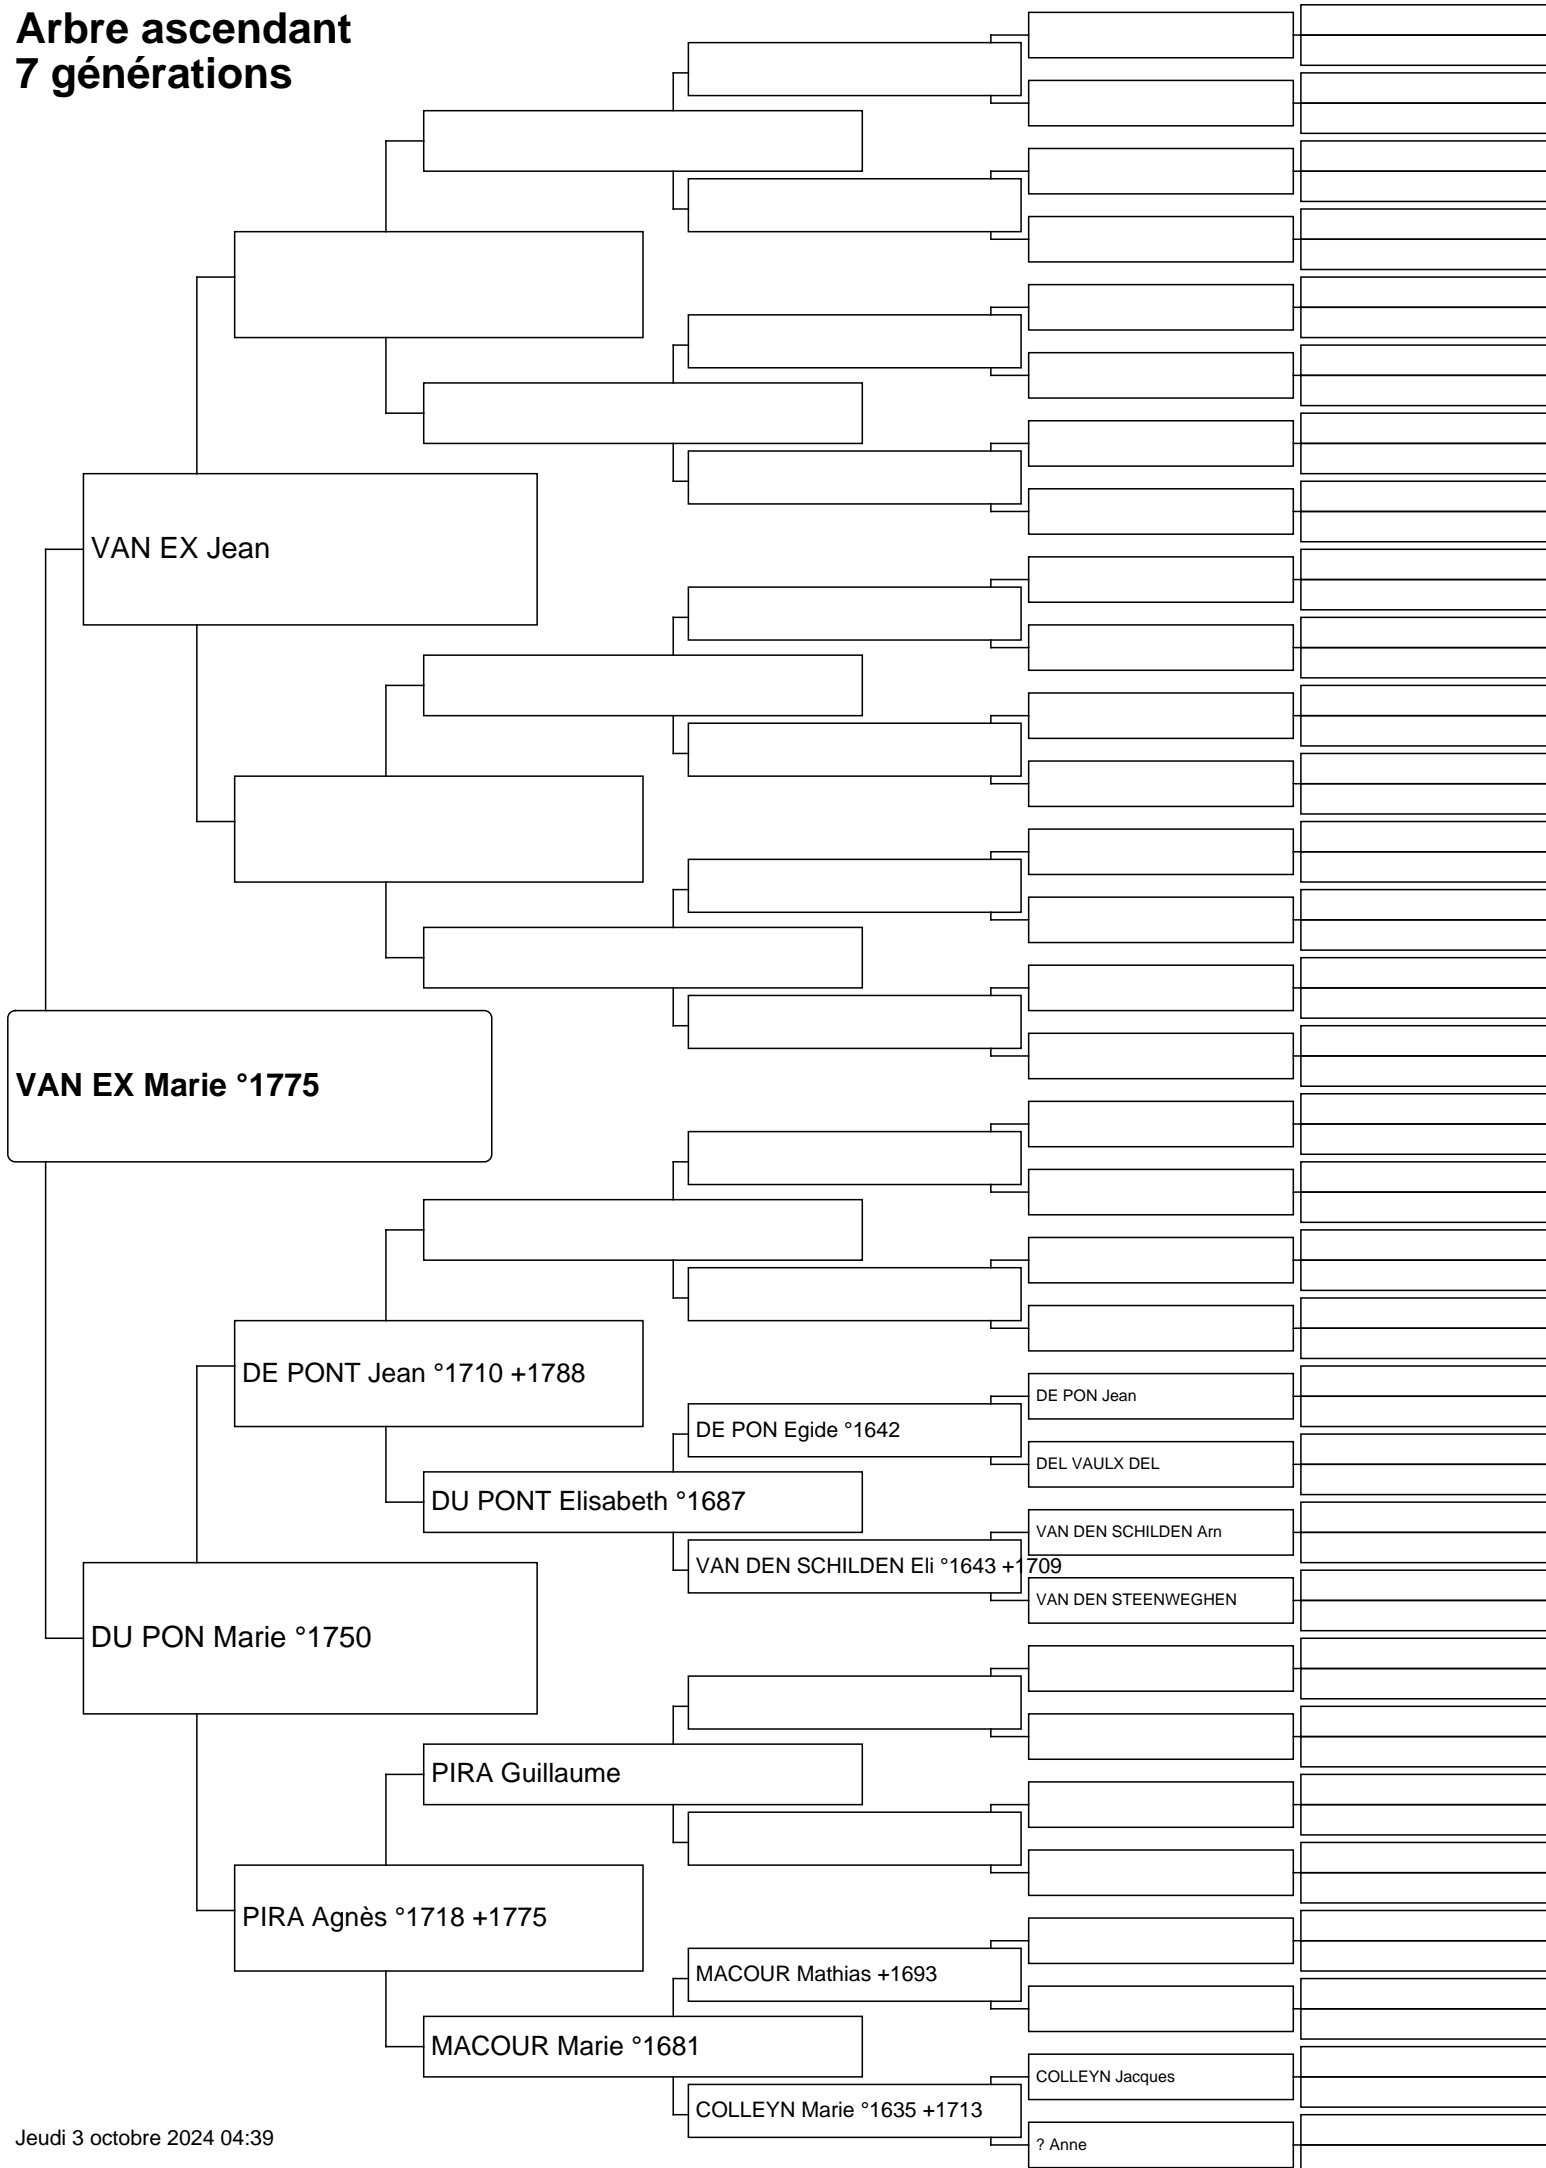 Arbre ascendant
7 générations
VAN EX Jean
VAN EX Marie °1775
DE PONT Jean °1710 +1788
DE PON Jean
DE PON Egide °1642
DEL VAULX DEL
DU PONT Elisabeth °1687
VAN DEN SCHILDEN Arn
VAN DEN SCHILDEN Eli °1643 +1709
VAN DEN STEENWEGHEN
DU PON Marie °1750
PIRA Guillaume
PIRA Agnès °1718 +1775
MACOUR Mathias +1693
MACOUR Marie °1681
COLLEYN Jacques
COLLEYN Marie °1635 +1713
? Anne
Jeudi 3 octobre 2024 04:39